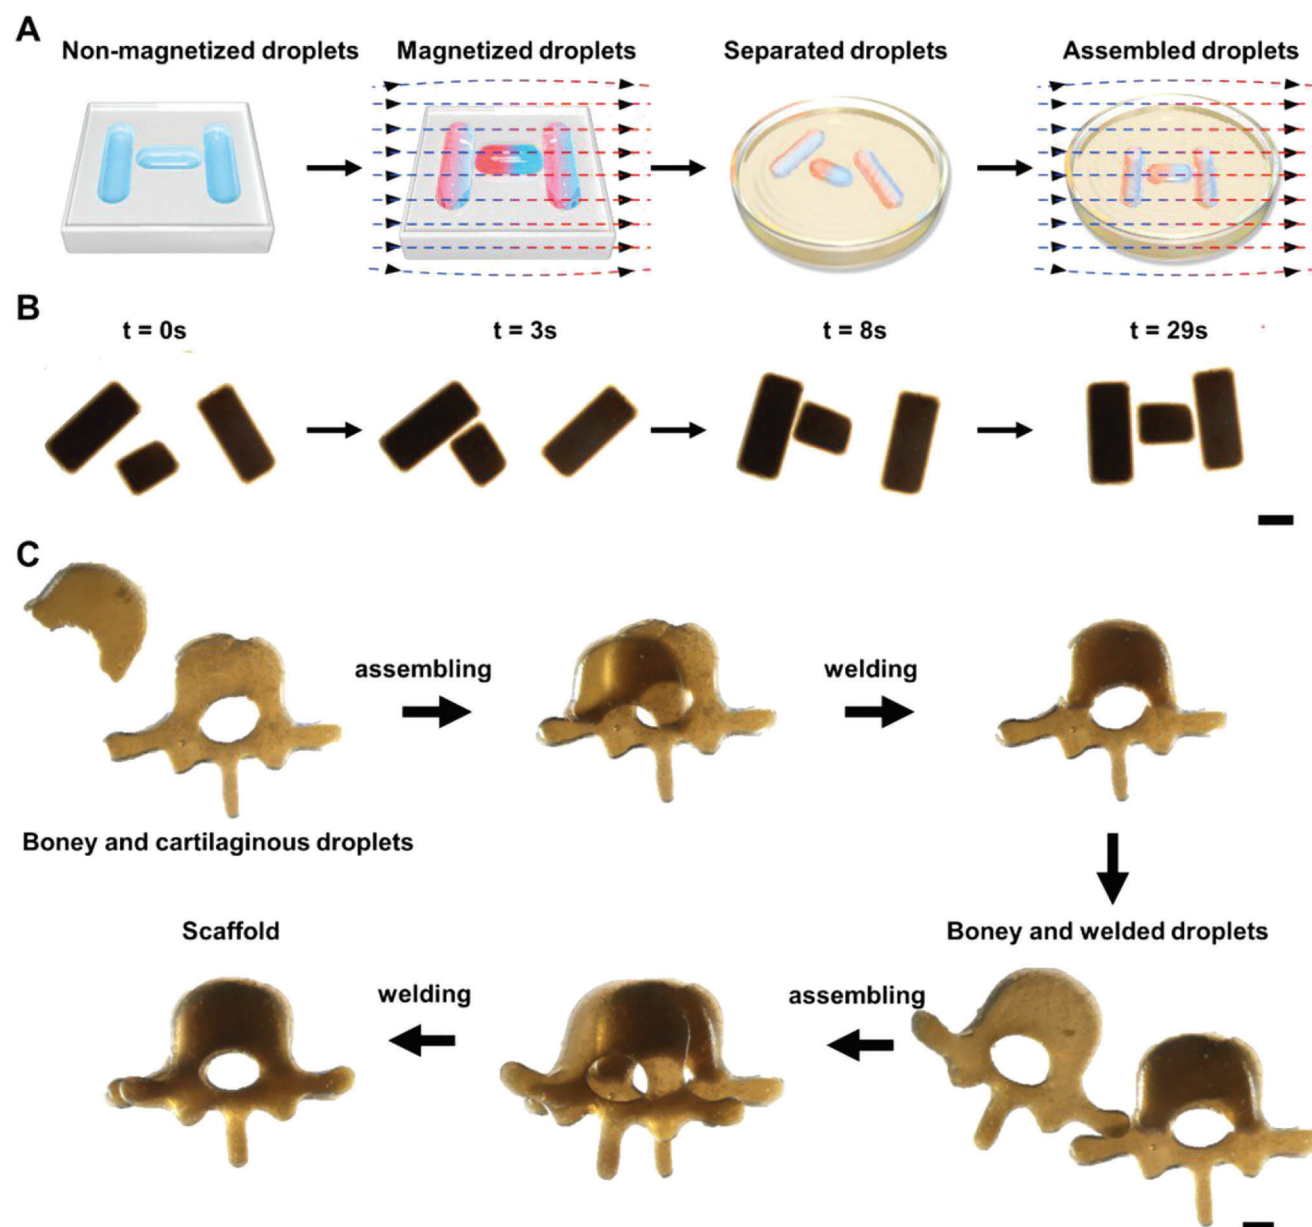 A
Non-magnetized droplets
Magnetized droplets
Separated droplets
Assembled droplets
B
t = 0s
t = 3s
t = 8s
t = 29s
C
assembling
welding
Boney and cartilaginous droplets
Scaffold
Boney and welded droplets
welding
assembling